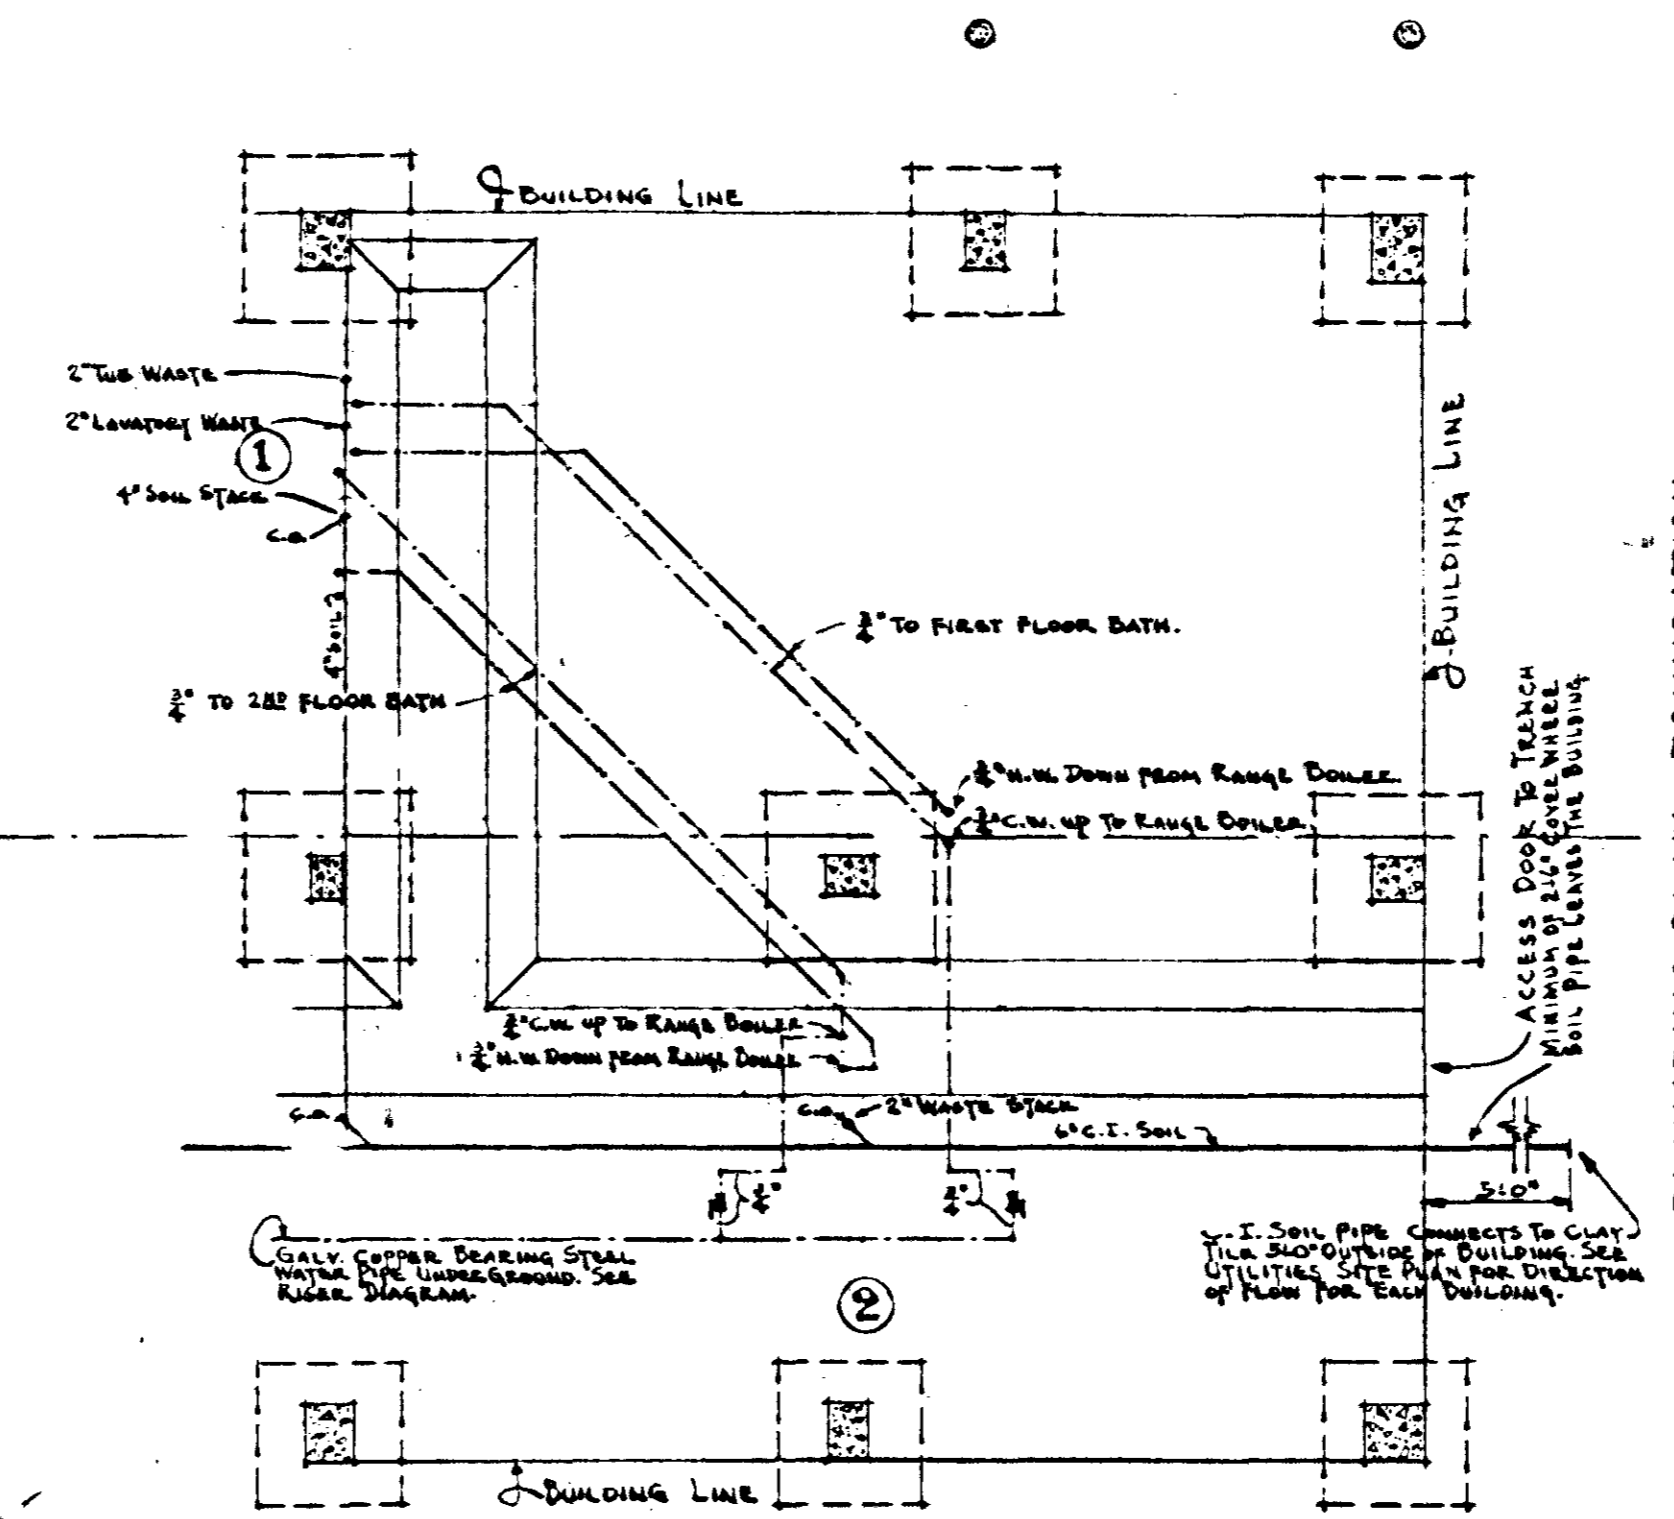 BUILDING LINE
2" TUB WASTE
2" LAVATORY WASTE
1
4" SOIL STACK
C.O.
4" SOIL
3/4" TO FIRST FLOOR BATH.
3/4" TO 2ND FLOOR BATH
BUILDING LINE
3/4" H.W. DOWN FROM RANGE BOILER.
3/4" C.W. UP TO RANGE BOILER.
ACCESS DOOR TO TRENCH
MINIMUM OF 2'-6" COVER WHERE
SOIL PIPE LEAVES THE BUILDING
3/4" C.W. UP TO RANGE BOILER
3/4" H.W. DOWN FROM RANGE BOILER
C.O.
C.O.
2" WASTE STACK
6" C.I. SOIL
3/4"
3/4"
5'-0"
GALV. COPPER BEARING STEEL
WATER PIPE UNDERGROUND. SEE
RISER DIAGRAM.
C.I. SOIL PIPE CONNECTS TO CLAY
TILE 5'-0" OUTSIDE OF BUILDING. SEE
UTILITIES SITE PLAN FOR DIRECTION
OF FLOW FOR EACH BUILDING.
2
BUILDING LINE